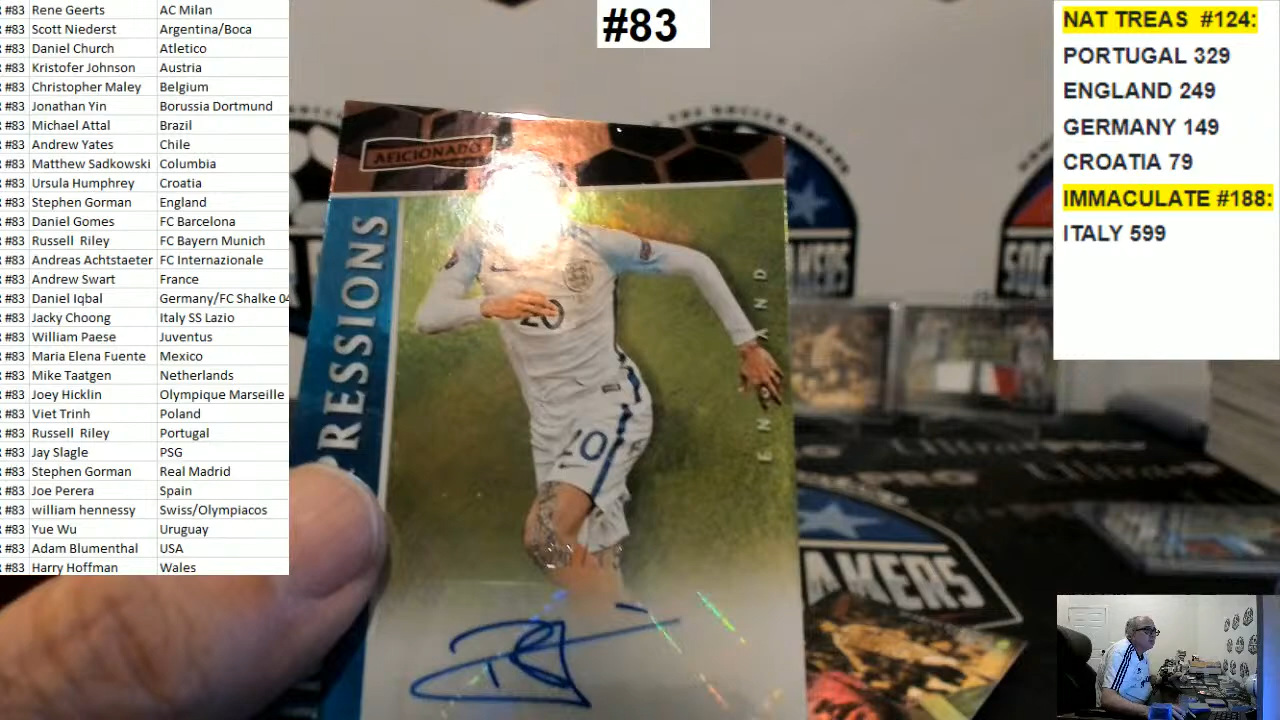 #83 Rene Geerts AC Milan
#83 Scott Niederst Argentina/Boca
#83 Daniel Church Atletico
#83 Kristofer Johnson Austria
#83 Christopher Maley Belgium
#83 Jonathan Yin Borussia Dortmund
#83 Michael Attal Brazil
#83 Andrew Yates Chile
#83 Matthew Sadkowski Columbia
#83 Ursula Humphrey Croatia
#83 Stephen Gorman England
#83 Daniel Gomes FC Barcelona
#83 Russell Riley FC Bayern Munich
#83 Andreas Achtstaeter FC Internazionale
#83 Andrew Swart France
#83 Daniel Iqbal Germany/FC Shalke 04
#83 Jacky Choong Italy SS Lazio
#83 William Paese Juventus
#83 Maria Elena Fuente Mexico
#83 Mike Taatgen Netherlands
#83 Joey Hicklin Olympique Marseille
#83 Viet Trinh Poland
#83 Russell Riley Portugal
#83 Jay Slagle PSG
#83 Stephen Gorman Real Madrid
#83 Joe Perera Spain
#83 william hennessy Swiss/Olympiacos
#83 Yue Wu Uruguay
#83 Adam Blumenthal USA
#83 Harry Hoffman Wales
#83
AFICIONADO
PRESSIONS
20
20
NAT TREAS #124:
PORTUGAL 329
ENGLAND 249
GERMANY 149
CROATIA 79
IMMACULATE #188:
ITALY 599